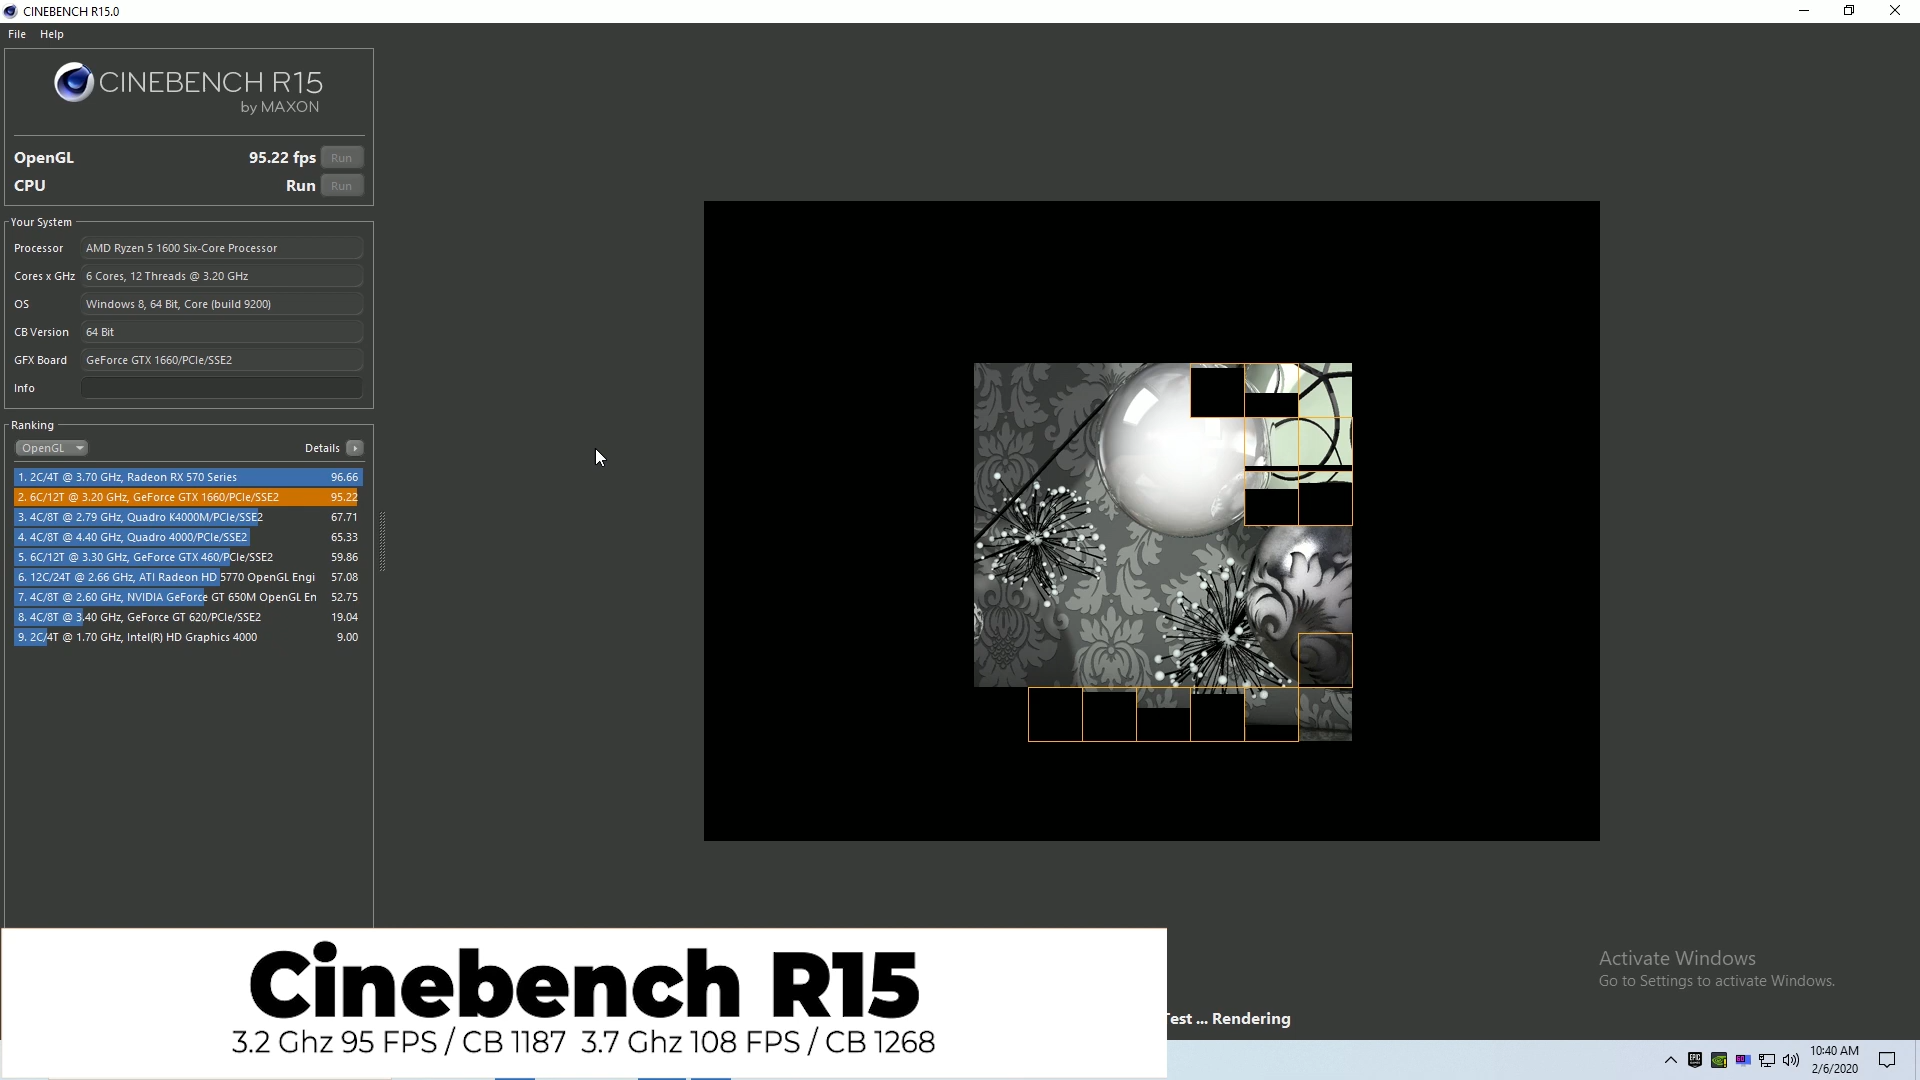 CINEBENCH R15.0
File Help
CINEBENCH R15
by MAXON
OpenGL 95.22 fps Run
CPU Run Run
Your System
Processor AMD Ryzen 5 1600 Six-Core Processor
Cores x GHz 6 Cores, 12 Threads @ 3.20 GHz
OS Windows 8, 64 Bit, Core (build 9200)
CB Version 64 Bit
GFX Board GeForce GTX 1660/PCIe/SSE2
Info
Ranking
OpenGL Details
1. 2C/4T @ 3.70 GHz, Radeon RX 570 Series 96.66
2. 6C/12T @ 3.20 GHz, GeForce GTX 1660/PCIe/SSE2 95.22
3. 4C/8T @ 2.79 GHz, Quadro K4000M/PCIe/SSE2 67.71
4. 4C/8T @ 4.40 GHz, Quadro 4000/PCIe/SSE2 65.33
5. 6C/12T @ 3.30 GHz, GeForce GTX 460/PCIe/SSE2 59.86
6. 12C/24T @ 2.66 GHz, ATI Radeon HD 5770 OpenGL Engi 57.08
7. 4C/8T @ 2.60 GHz, NVIDIA GeForce GT 650M OpenGL En 52.75
8. 4C/8T @ 3.40 GHz, GeForce GT 620/PCIe/SSE2 19.04
9. 2C/4T @ 1.70 GHz, Intel(R) HD Graphics 4000 9.00
Activate Windows
Go to Settings to activate Windows.
Test ... Rendering
Cinebench R15
3.2 Ghz 95 FPS / CB 1187 3.7 Ghz 108 FPS / CB 1268
10:40 AM
2/6/2020